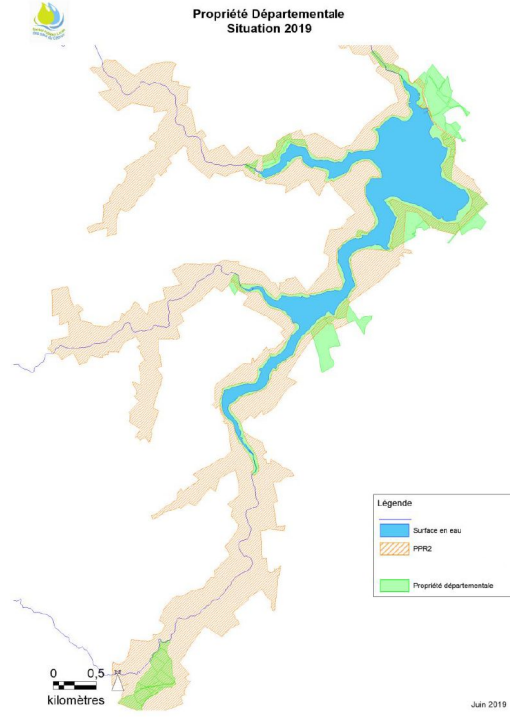 Propriété Départementale
Situation 2019
Légende
Surface en eau
PPR2
Propriété départementale
0 0,5
kilomètres
Juin 2019